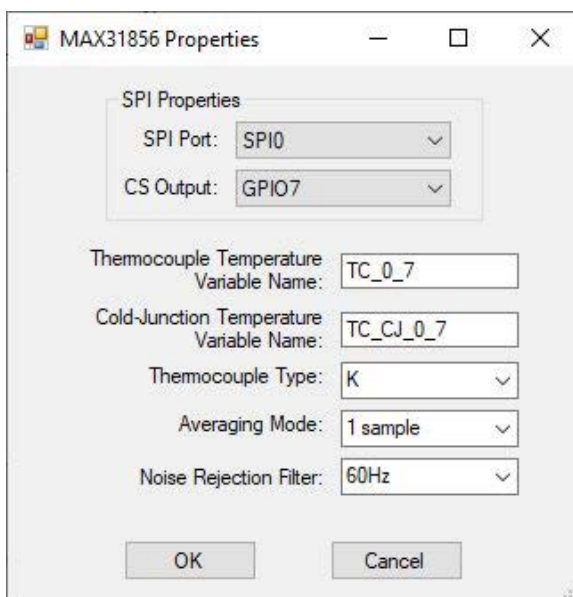 MAX31856 Properties
SPI Properties
SPI Port: SPI0
CS Output: GPIO7
Thermocouple Temperature
Variable Name: TC_0_7
Cold-Junction Temperature
Variable Name: TC_CJ_0_7
Thermocouple Type: K
Averaging Mode: 1 sample
Noise Rejection Filter: 60Hz
OK Cancel